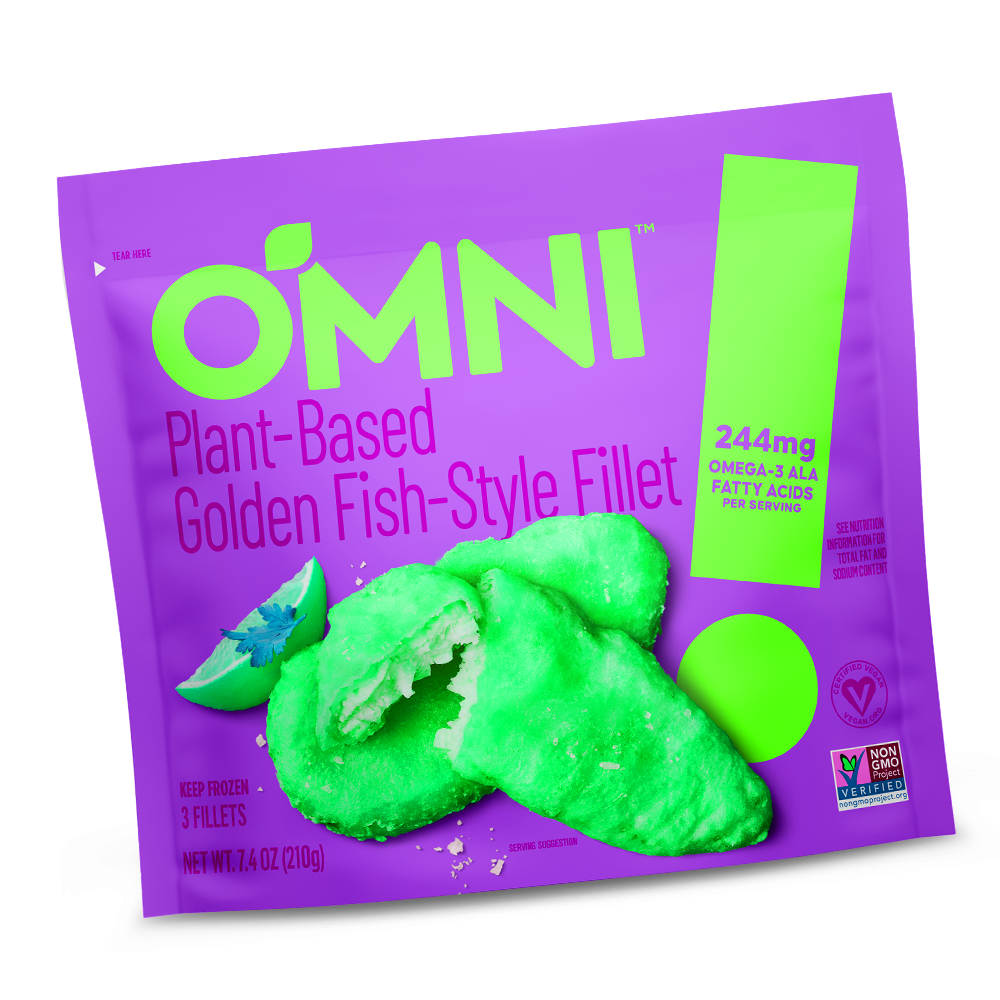 TEAR HERE
OMNI™
Plant-Based
Golden Fish-Style Fillet
244mg
OMEGA-3 ALA
FATTY ACIDS
PER SERVING
SEE NUTRITION
INFORMATION FOR
TOTAL FAT AND
SODIUM CONTENT
CERTIFIED VEGAN
VEGAN.ORG
NON
GMO
Project
VERIFIED
nongmoproject.org
KEEP FROZEN
3 FILLETS
NET WT. 7.4 OZ (210g)
SERVING SUGGESTION